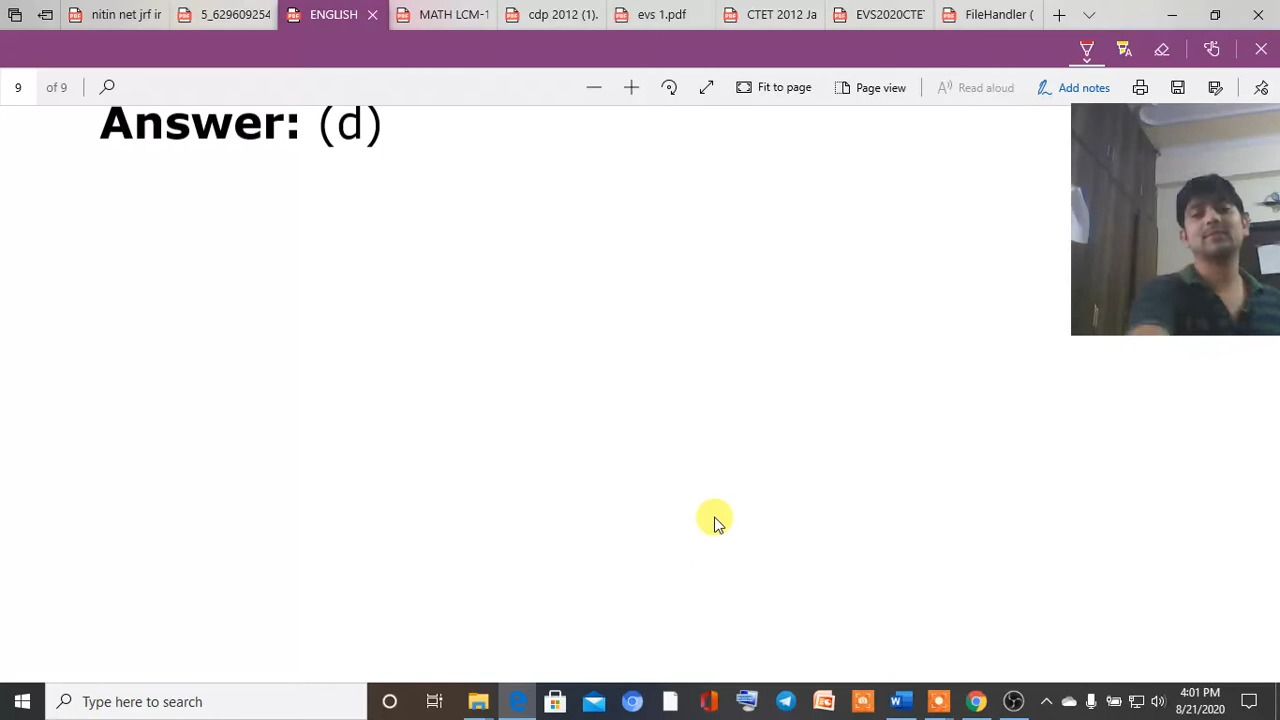 nitin net jrf ir
5_629609254
ENGLISH
MATH LCM-1
cdp 2012 (1).
evs 1.pdf
CTET 2012 Ja
EVS2020CTE
FileHandler (
9 of 9
Fit to page
Page view
Read aloud
Add notes
Answer: (d)
Type here to search
4:01 PM
8/21/2020